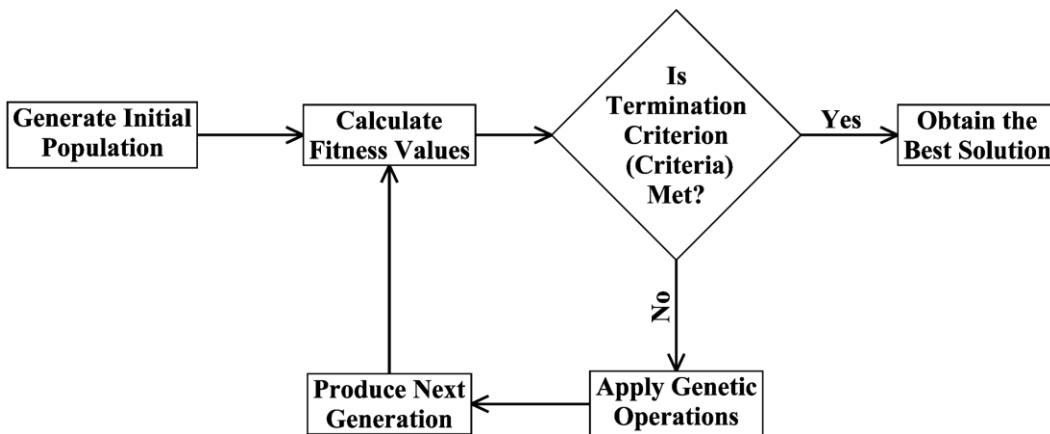 Generate Initial
Population
Calculate
Fitness Values
Is
Termination
Criterion
(Criteria)
Met?
Yes
Obtain the
Best Solution
No
Apply Genetic
Operations
Produce Next
Generation